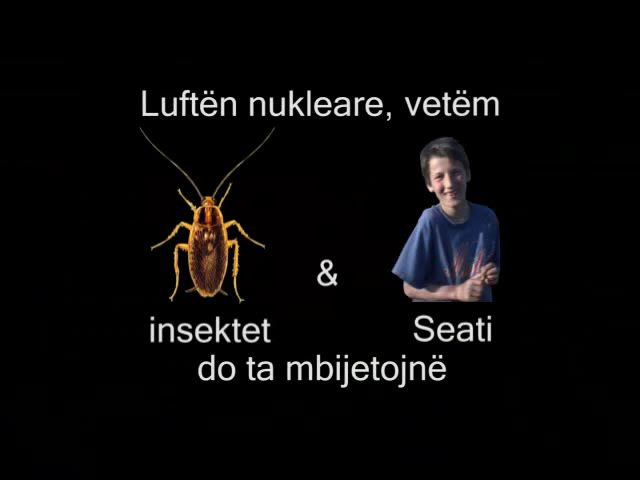 Luftën nukleare, vetëm
&
insektet Seati
do ta mbijetojnë